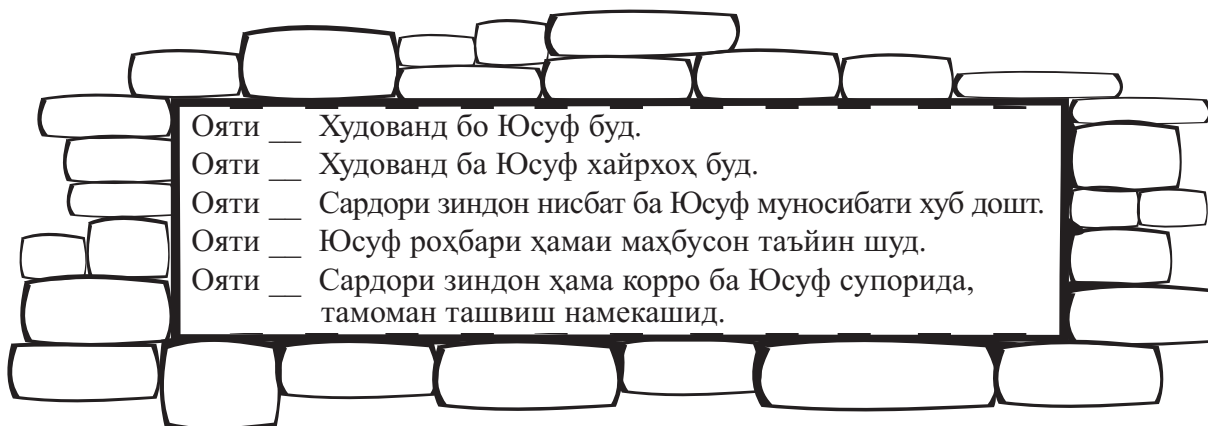 Ояти __ Худованд бо Юсуф буд.
Ояти __ Худованд ба Юсуф хайрхоҳ буд.
Ояти __ Сардори зиндон нисбат ба Юсуф муносибати хуб дошт.
Ояти __ Юсуф роҳбари ҳамаи маҳбусон таъйин шуд.
Ояти __ Сардори зиндон ҳама корро ба Юсуф супорида,
тамоман ташвиш намекашид.